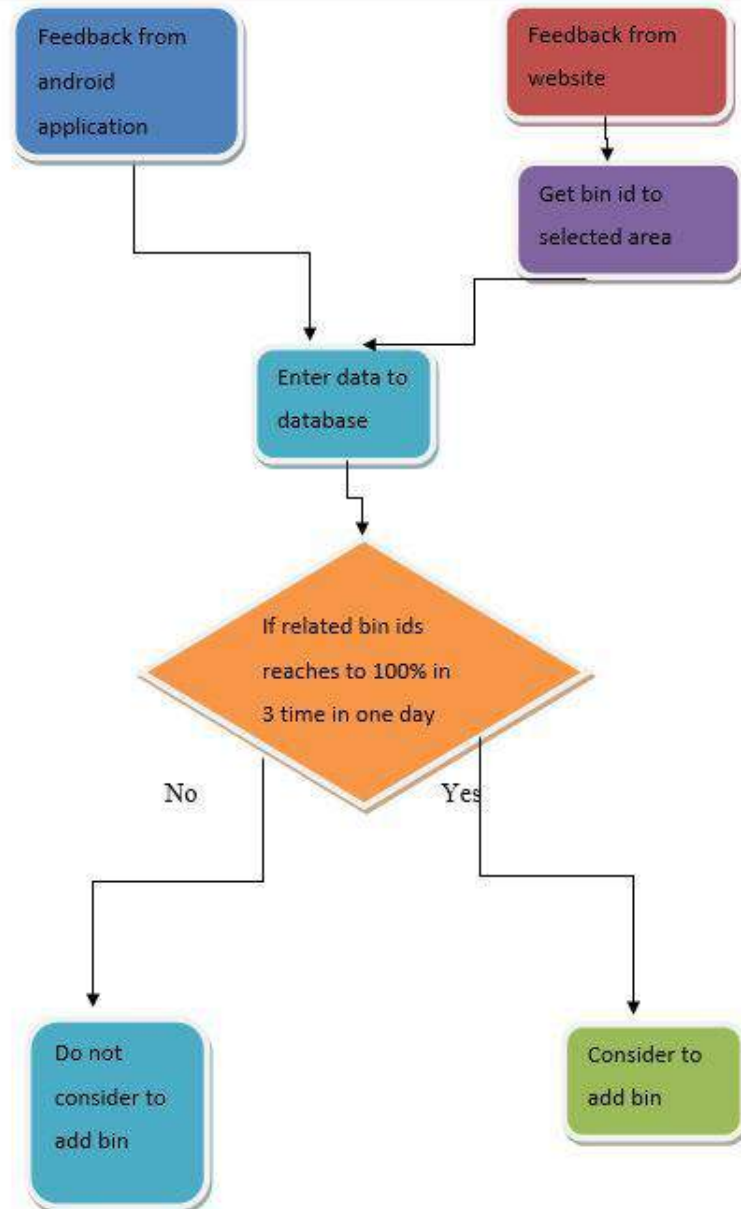 Feedback from
android
application
Feedback from
website
Get bin id to
selected area
Enter data to
database
If related bin ids
reaches to 100% in
3 time in one day
No
Yes
Do not
consider to
add bin
Consider to
add bin